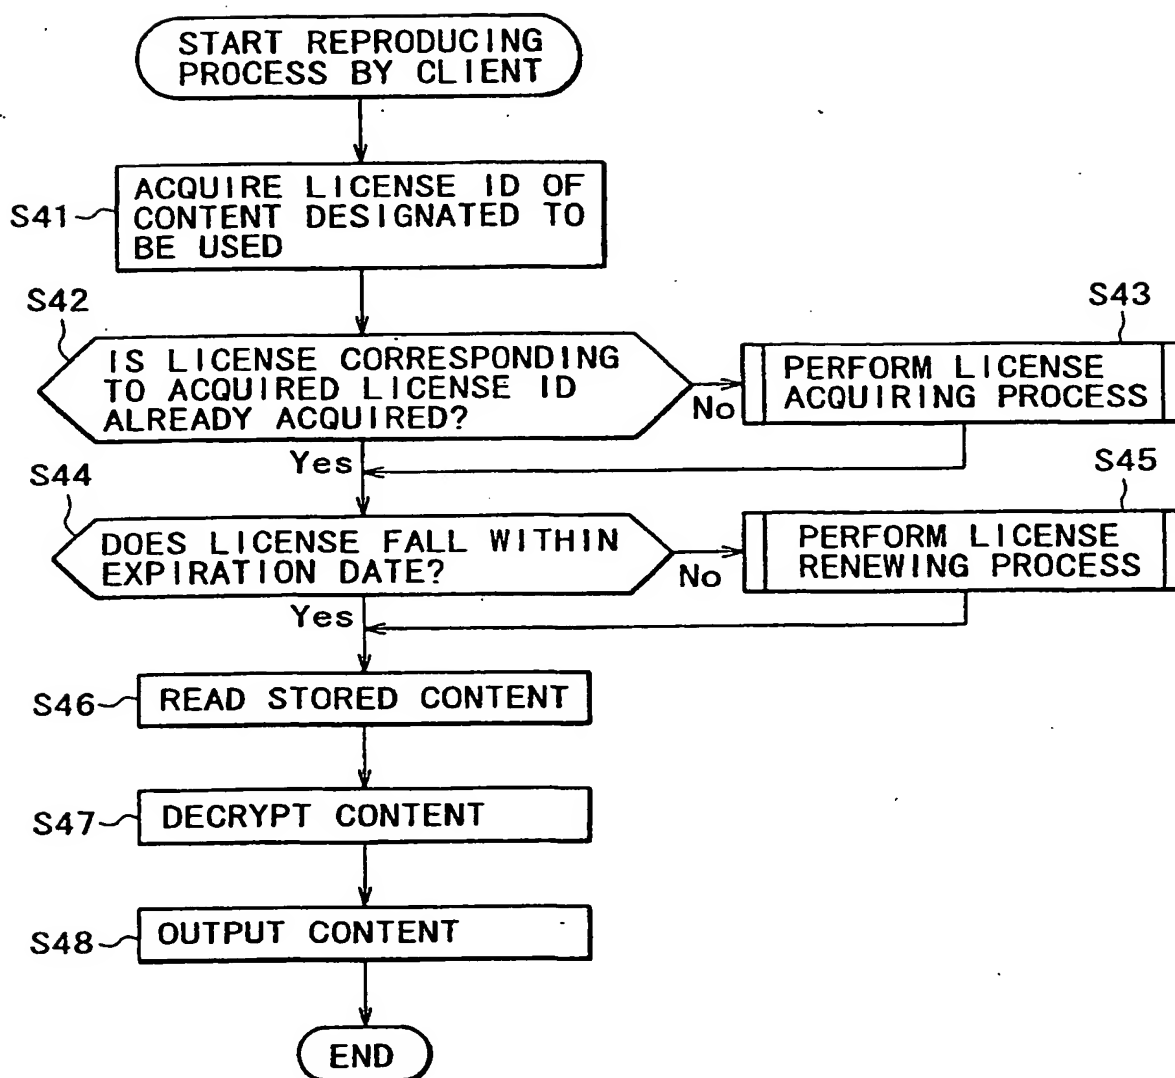 START REPRODUCING
PROCESS BY CLIENT
S41
ACQUIRE LICENSE ID OF
CONTENT DESIGNATED TO
BE USED
S42
IS LICENSE CORRESPONDING
TO ACQUIRED LICENSE ID
ALREADY ACQUIRED?
No
S43
PERFORM LICENSE
ACQUIRING PROCESS
Yes
S44
DOES LICENSE FALL WITHIN
EXPIRATION DATE?
No
S45
PERFORM LICENSE
RENEWING PROCESS
Yes
S46
READ STORED CONTENT
S47
DECRYPT CONTENT
S48
OUTPUT CONTENT
END